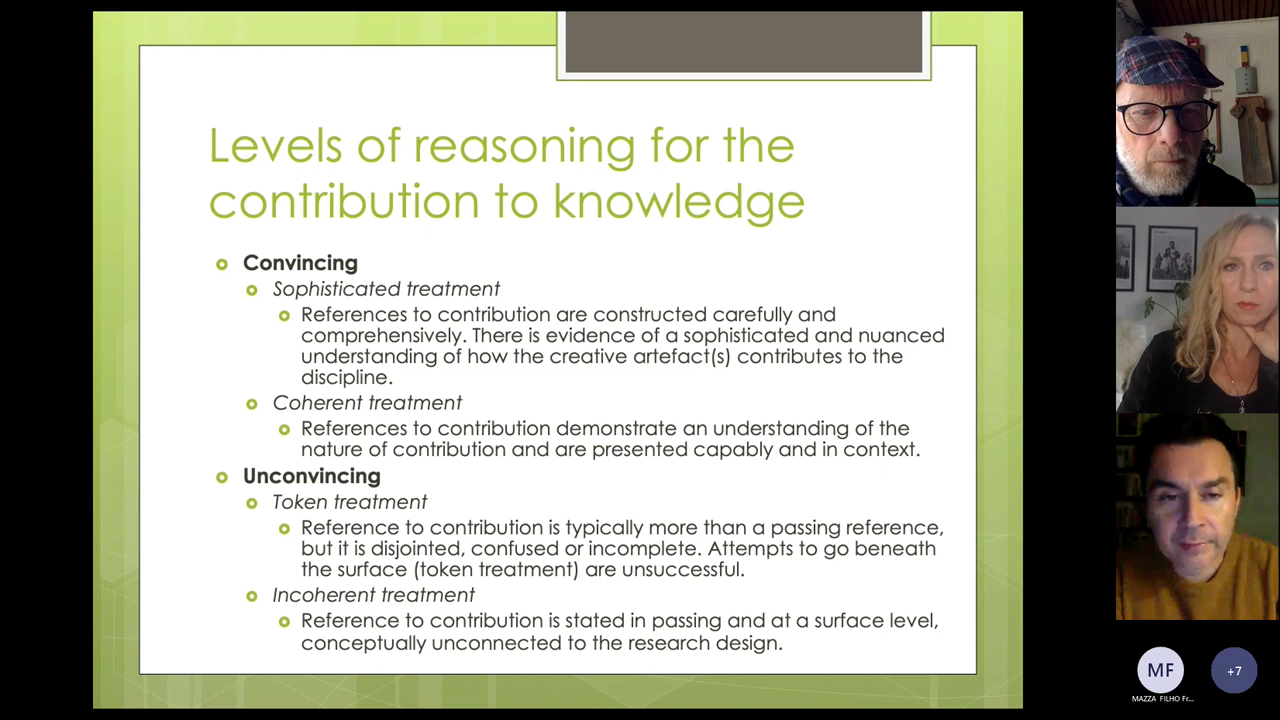 Levels of reasoning for the
contribution to knowledge
Convincing
Sophisticated treatment
References to contribution are constructed carefully and
comprehensively. There is evidence of a sophisticated and nuanced
understanding of how the creative artefact(s) contributes to the
discipline.
Coherent treatment
References to contribution demonstrate an understanding of the
nature of contribution and are presented capably and in context.
Unconvincing
Token treatment
Reference to contribution is typically more than a passing reference,
but it is disjointed, confused or incomplete. Attempts to go beneath
the surface (token treatment) are unsuccessful.
Incoherent treatment
Reference to contribution is stated in passing and at a surface level,
conceptually unconnected to the research design.
MF
+7
MAZZA FILHO Fr...